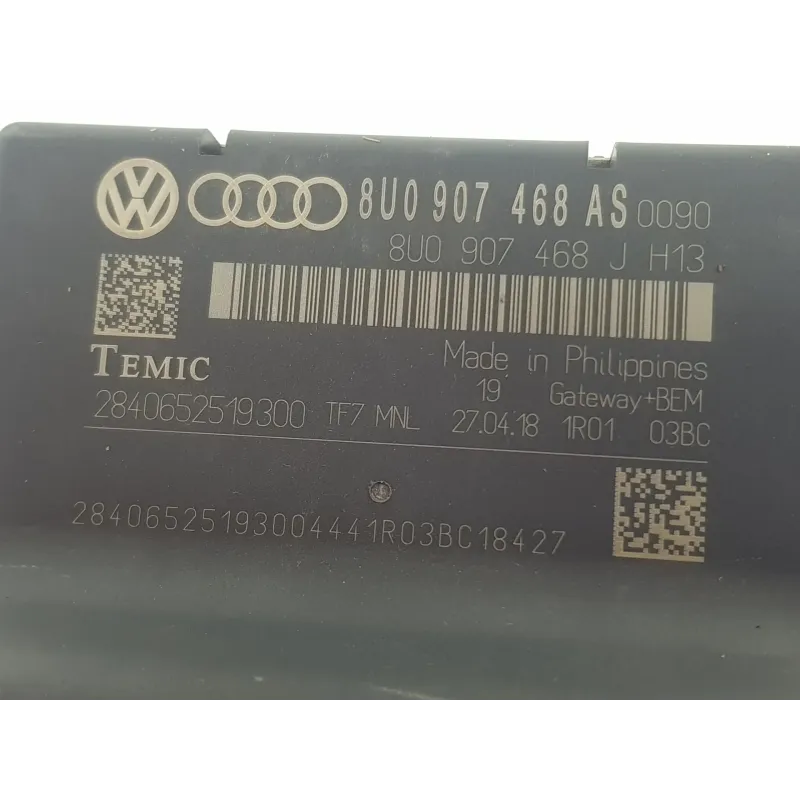 8U0 907 468 AS 0090
8U0 907 468 J H13
TEMIC
Made in Philippines
19 Gateway+BEM
2840652519300 TF7 MNL 27.04.18 1R01 03BC
28406525193004441R03BC18427